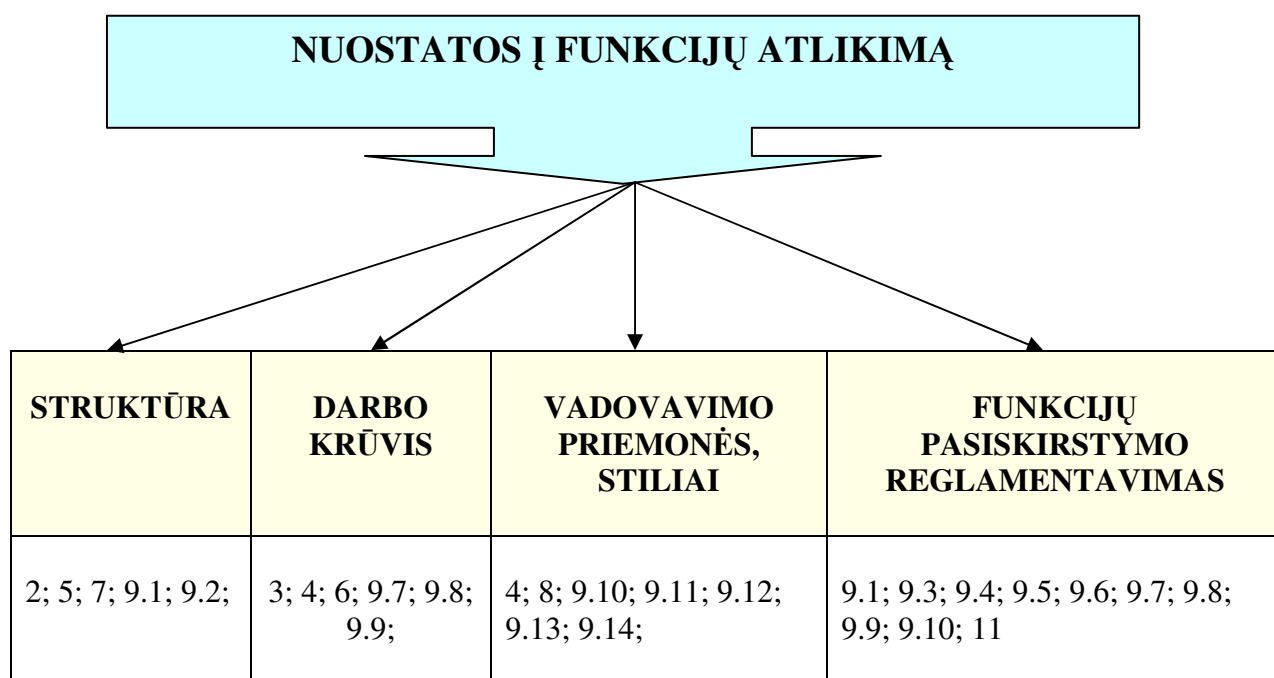 NUOSTATOS Į FUNKCIJŲ ATLIKIMĄ
STRUKTŪRA
DARBO
KRŪVIS
VADOVAVIMO
PRIEMONĖS,
STILIAI
FUNKCIJŲ
PASISKIRSTYMO
REGLAMENTAVIMAS
2; 5; 7; 9.1; 9.2;
3; 4; 6; 9.7; 9.8;
9.9;
4; 8; 9.10; 9.11; 9.12;
9.13; 9.14;
9.1; 9.3; 9.4; 9.5; 9.6; 9.7; 9.8;
9.9; 9.10; 11